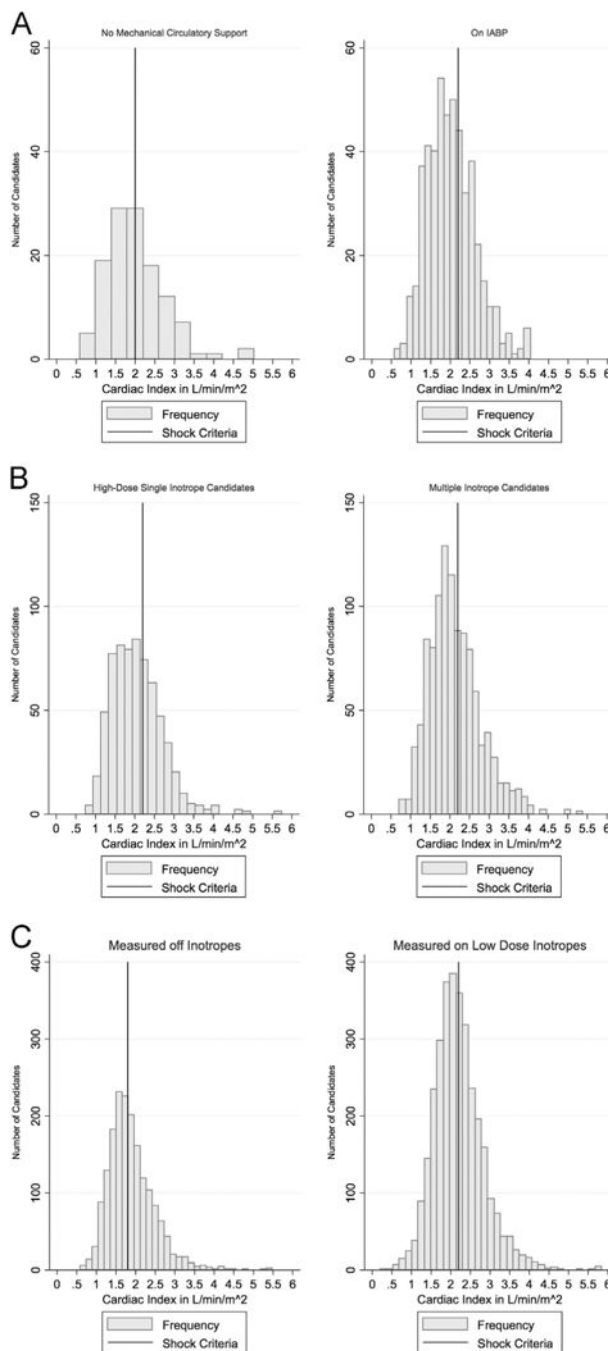 A
No Mechanical Circulatory Support
On IABP
Number of Candidates
0 20 40 60
0 .5 1 1.5 2 2.5 3 3.5 4 4.5 5 5.5 6
Cardiac Index in L/min/m^2
Frequency
Shock Criteria
Number of Candidates
0 20 40 60
0 .5 1 1.5 2 2.5 3 3.5 4 4.5 5 5.5 6
Cardiac Index in L/min/m^2
Frequency
Shock Criteria
B
High-Dose Single Inotrope Candidates
Multiple Inotrope Candidates
Number of Candidates
0 50 100 150
0 .5 1 1.5 2 2.5 3 3.5 4 4.5 5 5.5 6
Cardiac Index in L/min/m^2
Frequency
Shock Criteria
Number of Candidates
0 50 100 150
0 .5 1 1.5 2 2.5 3 3.5 4 4.5 5 5.5 6
Cardiac Index in L/min/m^2
Frequency
Shock Criteria
C
Measured off Inotropes
Measured on Low Dose Inotropes
Number of Candidates
0 100 200 300 400
0 .5 1 1.5 2 2.5 3 3.5 4 4.5 5 5.5 6
Cardiac Index in L/min/m^2
Frequency
Shock Criteria
Number of Candidates
0 100 200 300 400
0 .5 1 1.5 2 2.5 3 3.5 4 4.5 5 5.5 6
Cardiac Index in L/min/m^2
Frequency
Shock Criteria